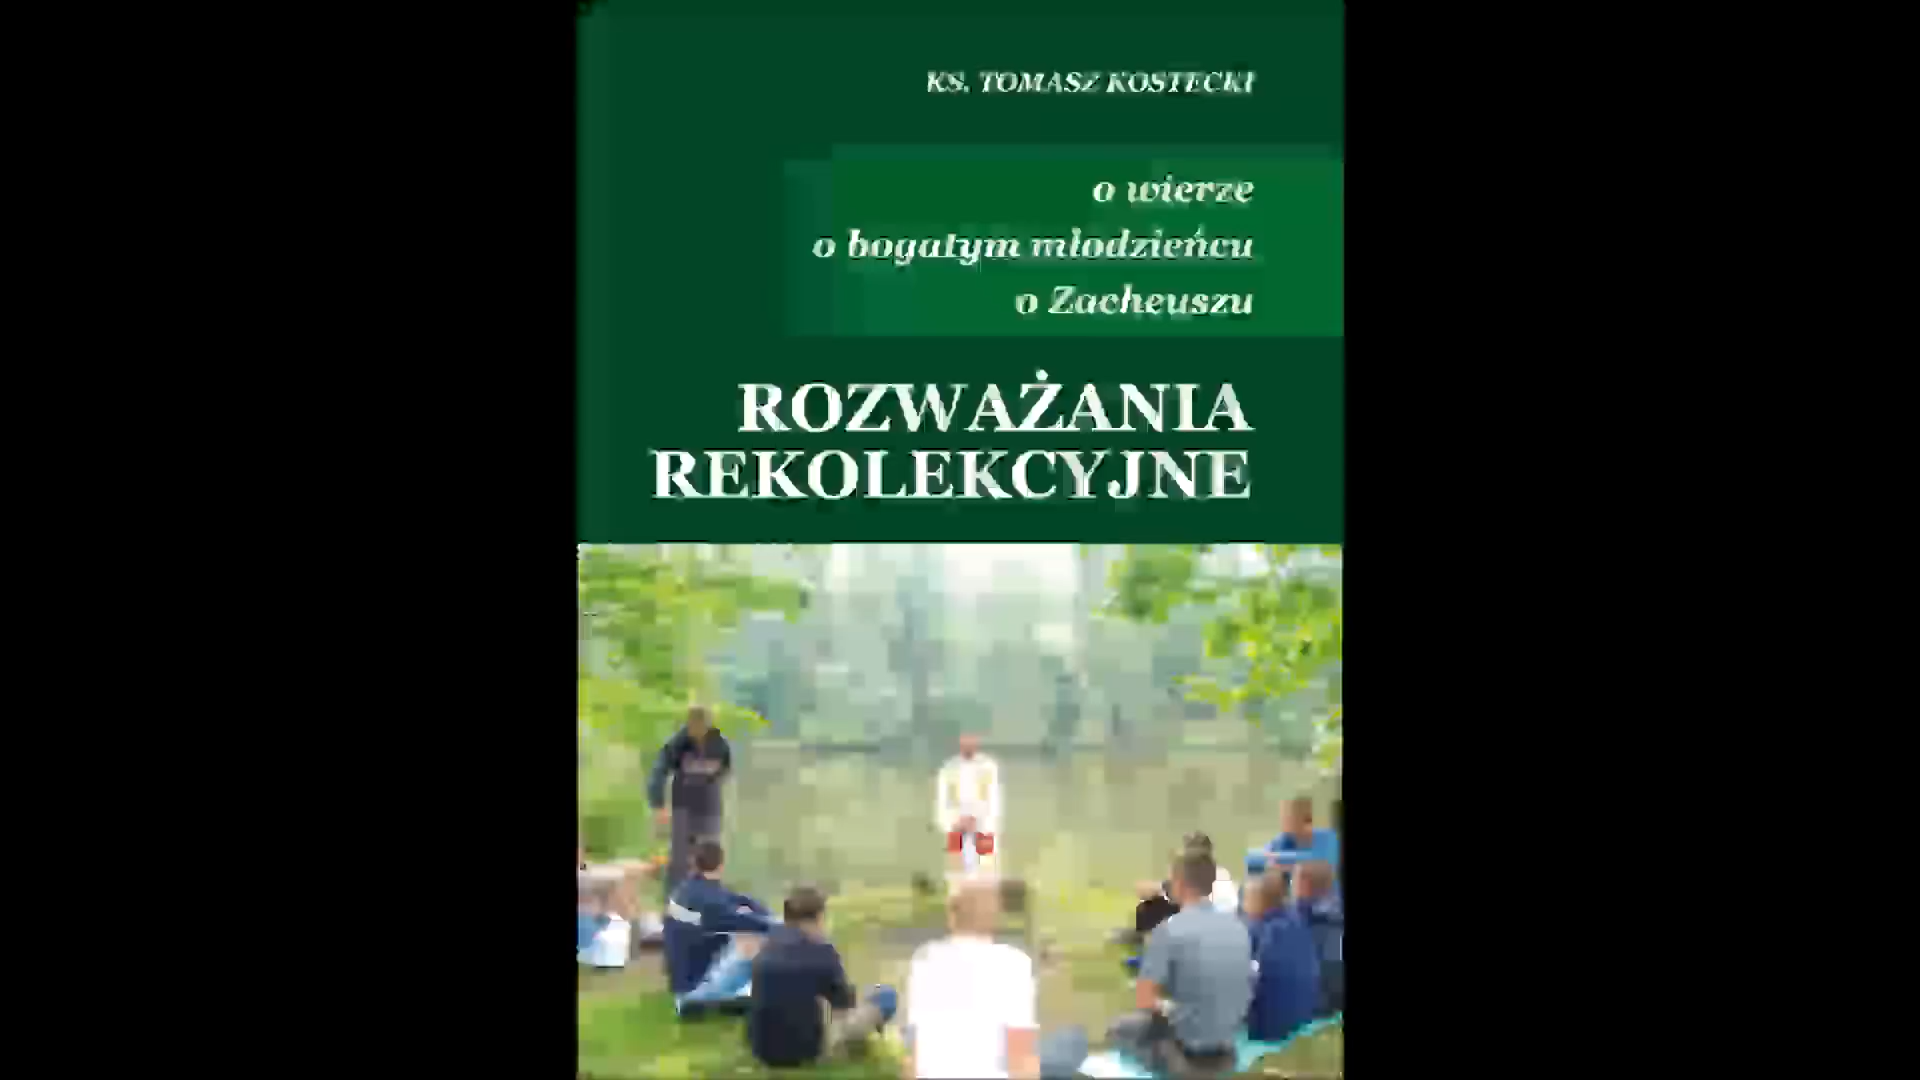 KS. TOMASZ KOSTECKI
o wierze
o bogatym młodzieńcu
o Zacheuszu
ROZWAŻANIA
REKOLEKCYJNE